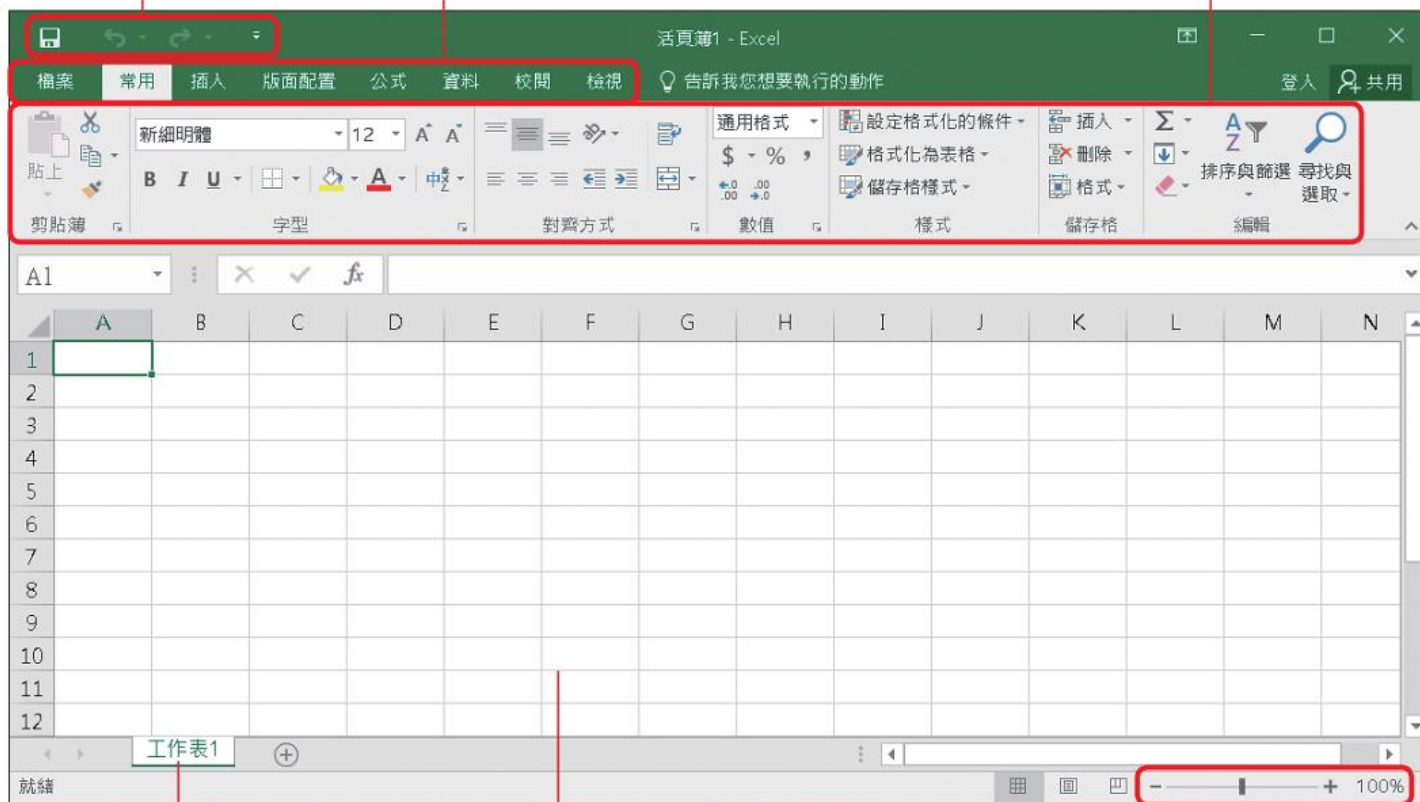 活頁簿1 - Excel
檔案 常用 插入 版面配置 公式 資料 校閱 檢視 告訴我您想要執行的動作 登入 共用
新細明體 12 A A 通用格式 設定格式化的條件 插入 Σ A Z
$ % , 格式化為表格 刪除
貼上 B I U A 中 .00 .0 儲存格樣式 格式 排序與篩選 尋找與
選取
剪貼簿 字型 對齊方式 數值 樣式 儲存格 編輯
A1 fx
A B C D E F G H I J K L M N
1
2
3
4
5
6
7
8
9
10
11
12
工作表1
就緒 100%